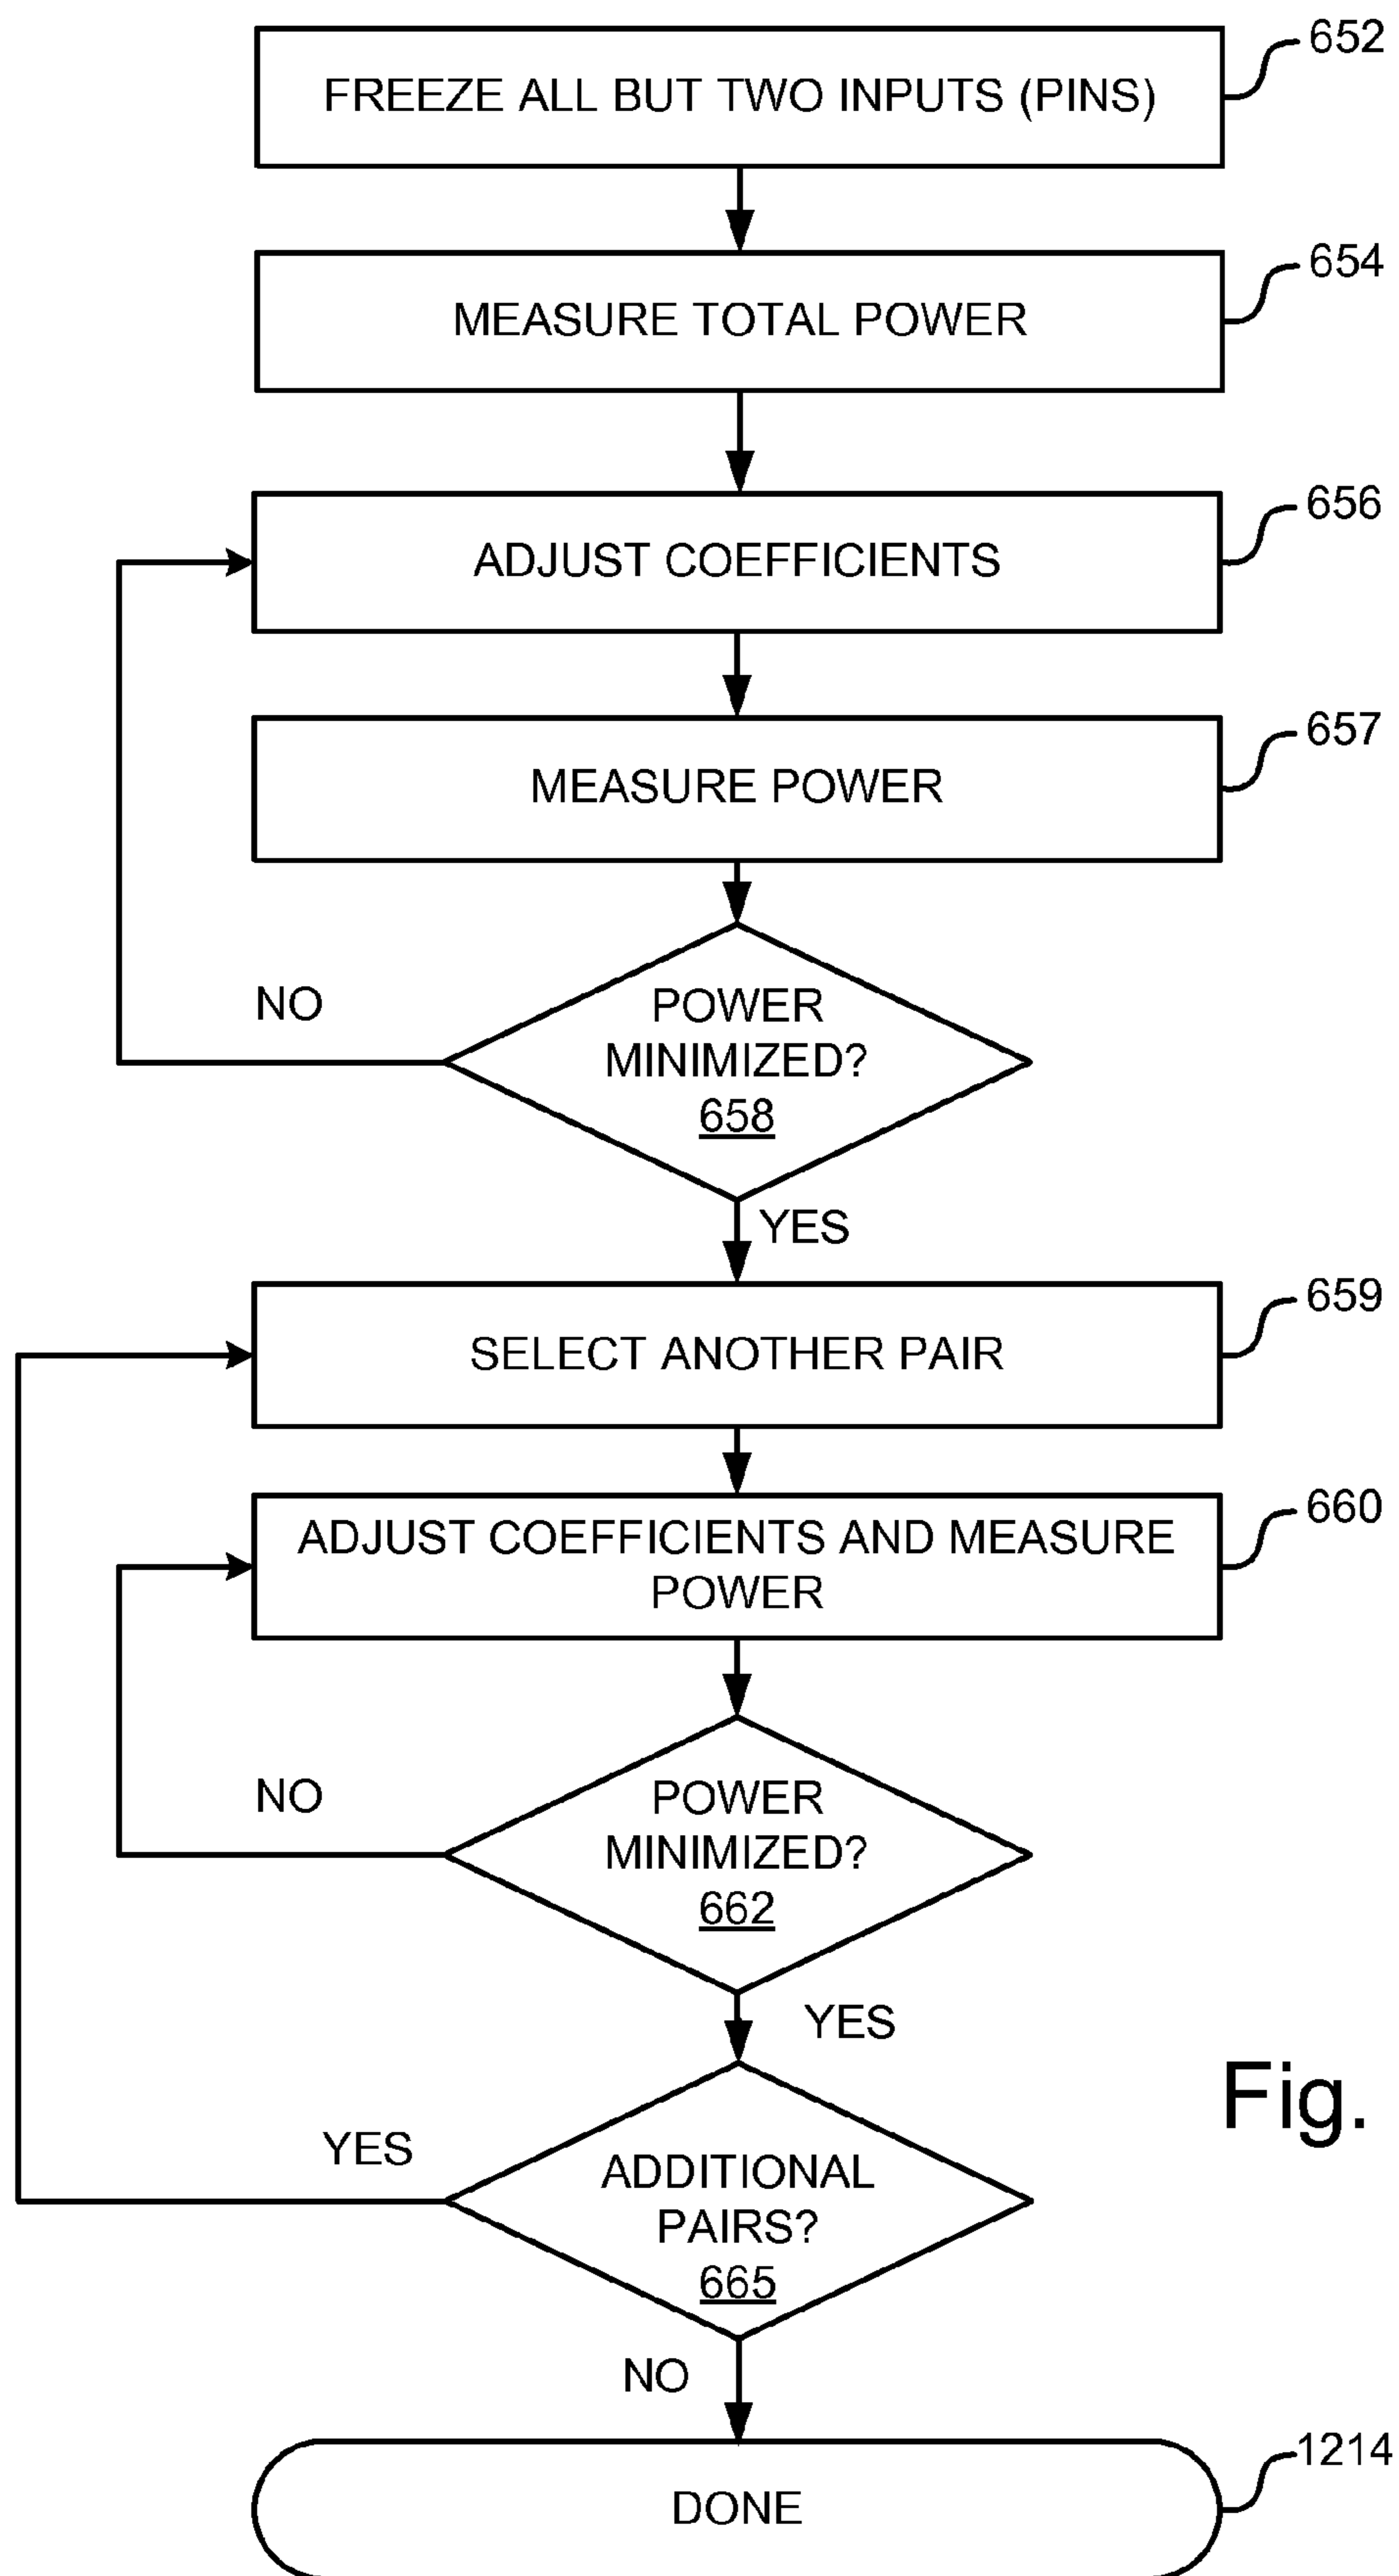 FREEZE ALL BUT TWO INPUTS (PINS)
652
MEASURE TOTAL POWER
654
ADJUST COEFFICIENTS
656
MEASURE POWER
657
NO
POWER
MINIMIZED?
658
YES
SELECT ANOTHER PAIR
659
ADJUST COEFFICIENTS AND MEASURE
POWER
660
NO
POWER
MINIMIZED?
662
YES
Fig.
YES
ADDITIONAL
PAIRS?
665
NO
DONE
1214